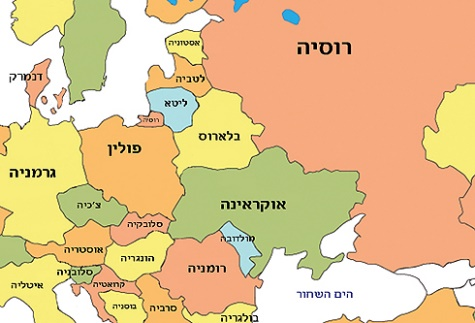 רוסיה
אסטוניה
לטביה
דנמרק
ליטא
רוסיה
בלארוס
פולין
גרמניה
אוקראינה
צ'כיה
סלובקיה
מולדובה
אוסטריה
הונגריה
רומניה
סלובניה
איטליה
קרואטיה
בוסניה
סרביה
בולגריה
הים השחור